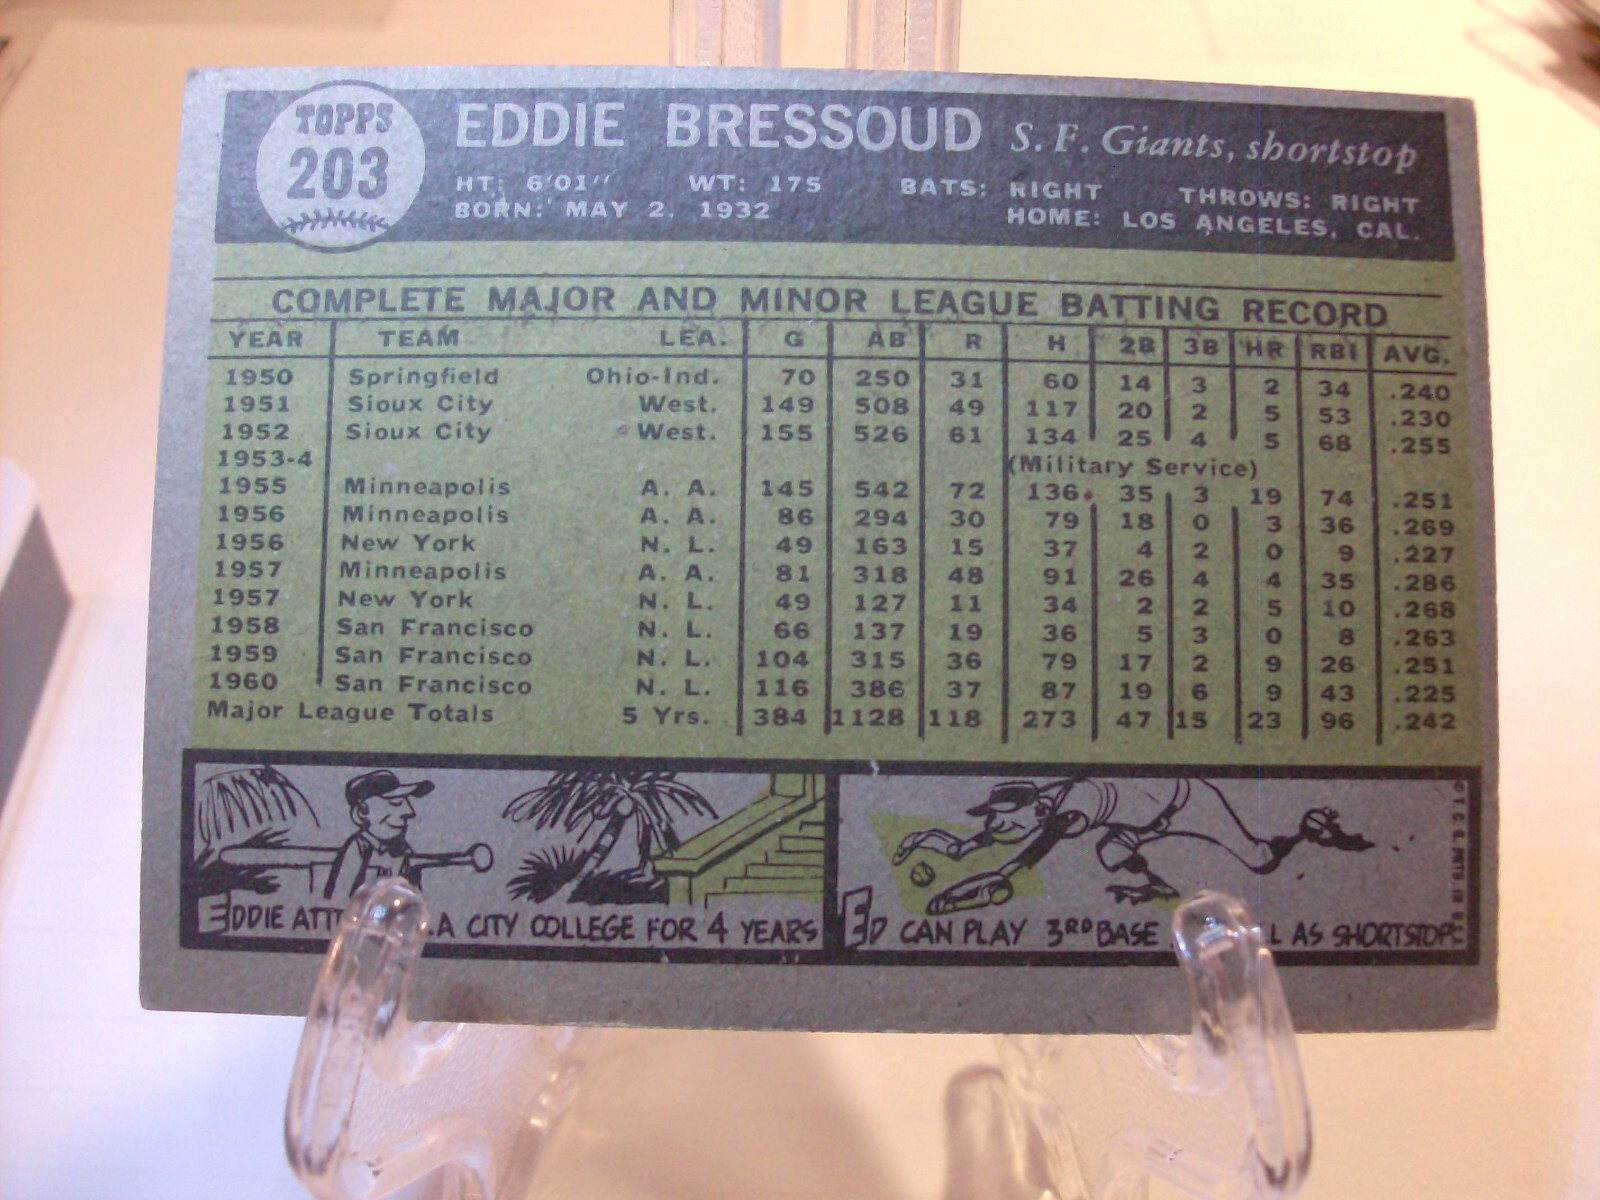 TOPPS
203
EDDIE BRESSOUD S. F. Giants, shortstop
HT: 6'01" WT: 175 BATS: RIGHT THROWS: RIGHT
BORN: MAY 2, 1932 HOME: LOS ANGELES, CAL.
COMPLETE MAJOR AND MINOR LEAGUE BATTING RECORD
YEAR TEAM LEA. G AB R H 2B 3B HR RBI AVG.
1950 Springfield Ohio-Ind. 70 250 31 60 14 3 2 34 .240
1951 Sioux City West. 149 508 49 117 20 2 5 53 .230
1952 Sioux City West. 155 526 61 134 25 4 5 68 .255
1953-4 (Military Service)
1955 Minneapolis A. A. 145 542 72 136 35 3 19 74 .251
1956 Minneapolis A. A. 86 294 30 79 18 0 3 36 .269
1956 New York N. L. 49 163 15 37 4 2 0 9 .227
1957 Minneapolis A. A. 81 318 48 91 26 4 4 35 .286
1957 New York N. L. 49 127 11 34 2 2 5 10 .268
1958 San Francisco N. L. 66 137 19 36 5 3 0 8 .263
1959 San Francisco N. L. 104 315 36 79 17 2 9 26 .251
1960 San Francisco N. L. 116 386 37 87 19 6 9 43 .225
Major League Totals 5 Yrs. 384 1128 118 273 47 15 23 96 .242
EDDIE CITY COLLEGE FOR 4 YEARS
ED CAN PLAY 3RD BASE AS SHORTSTOP
© T. C. G. PRTD. IN U.S.A.